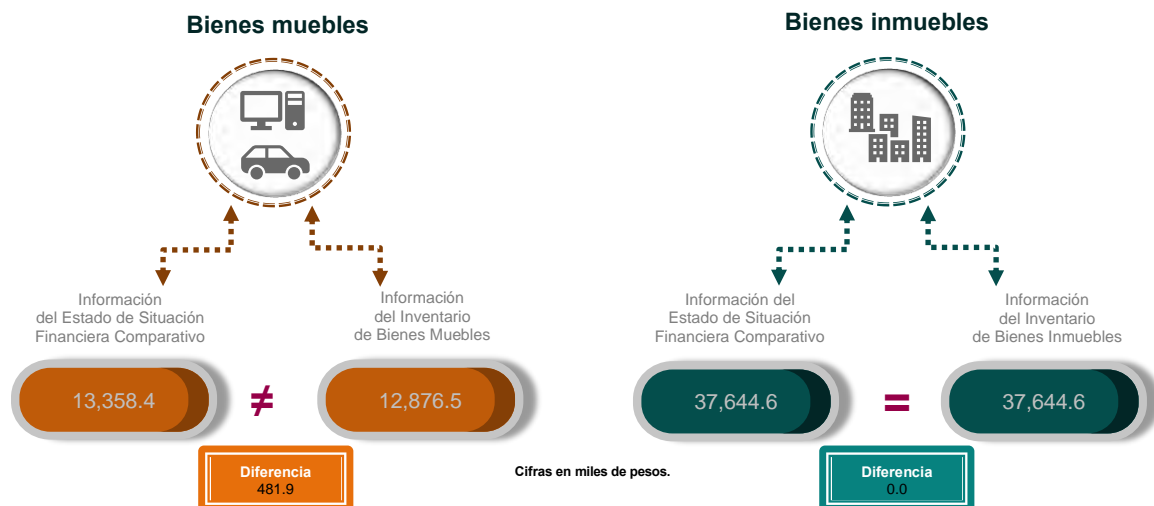 Bienes muebles
Información
del Estado de Situación
Financiera Comparativo
Información
del Inventario
de Bienes Muebles
13,358.4
≠
12,876.5
Diferencia
481.9
Cifras en miles de pesos.
Bienes inmuebles
Información del
Estado de Situación
Financiera Comparativo
Información
del Inventario
de Bienes Inmuebles
37,644.6
=
37,644.6
Diferencia
0.0